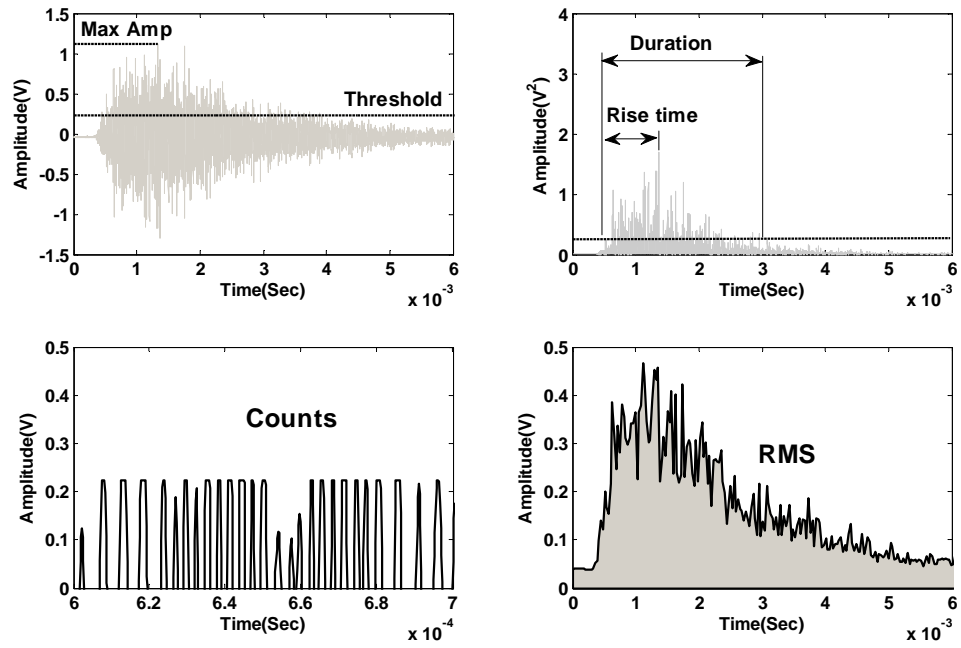 Max Amp
Threshold
Amplitude(V)
1.5
1
0.5
0
-0.5
-1
-1.5
0 1 2 3 4 5 6
Time(Sec)
x 10^-3
Duration
Rise time
Amplitude(V^2)
4
3
2
1
0
0 1 2 3 4 5 6
Time(Sec)
x 10^-3
Counts
Amplitude(V)
0.5
0.4
0.3
0.2
0.1
0
6 6.2 6.4 6.6 6.8 7
Time(Sec)
x 10^-4
RMS
Amplitude(V)
0.5
0.4
0.3
0.2
0.1
0
0 1 2 3 4 5 6
Time(Sec)
x 10^-3